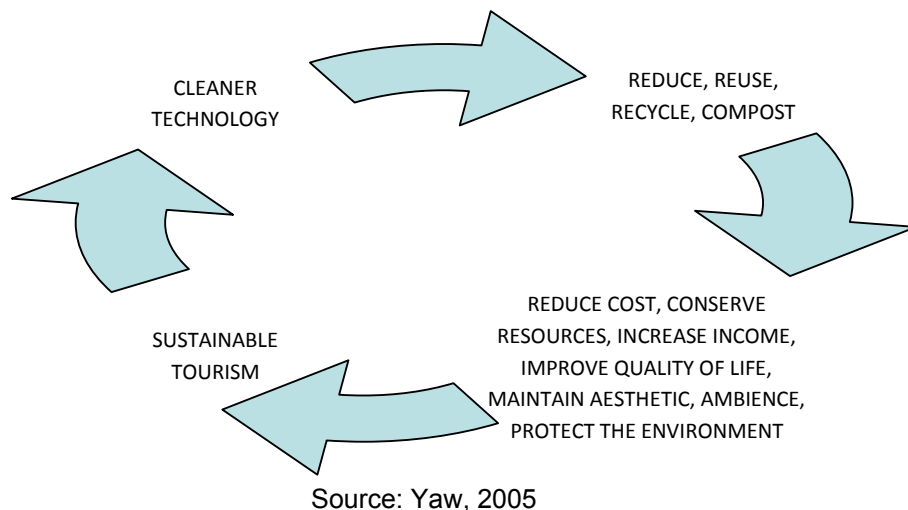 CLEANER
TECHNOLOGY
REDUCE, REUSE,
RECYCLE, COMPOST
REDUCE COST, CONSERVE
RESOURCES, INCREASE INCOME,
IMPROVE QUALITY OF LIFE,
MAINTAIN AESTHETIC, AMBIENCE,
PROTECT THE ENVIRONMENT
SUSTAINABLE
TOURISM
Source: Yaw, 2005